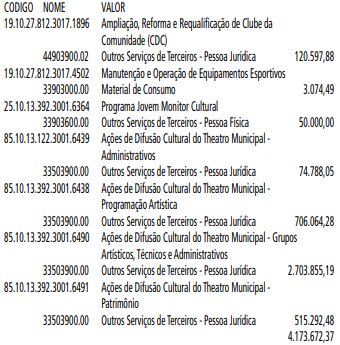 CODIGO NOME VALOR
19.10.27.812.3017.1896 Ampliação, Reforma e Requalificação de Clube da
Comunidade (CDC)
44903900.02 Outros Serviços de Terceiros - Pessoa Jurídica 120.597,88
19.10.27.812.3017.4502 Manutenção e Operação de Equipamentos Esportivos
33903000.00 Material de Consumo 3.074,49
25.10.13.392.3001.6364 Programa Jovem Monitor Cultural
33903600.00 Outros Serviços de Terceiros - Pessoa Física 50.000,00
85.10.13.122.3001.6439 Ações de Difusão Cultural do Theatro Municipal -
Administrativos
33503900.00 Outros Serviços de Terceiros - Pessoa Jurídica 74.788,05
85.10.13.392.3001.6438 Ações de Difusão Cultural do Theatro Municipal -
Programação Artística
33503900.00 Outros Serviços de Terceiros - Pessoa Jurídica 706.064,28
85.10.13.392.3001.6490 Ações de Difusão Cultural do Theatro Municipal - Grupos
Artísticos, Técnicos e Administrativos
33503900.00 Outros Serviços de Terceiros - Pessoa Jurídica 2.703.855,19
85.10.13.392.3001.6491 Ações de Difusão Cultural do Theatro Municipal -
Patrimônio
33503900.00 Outros Serviços de Terceiros - Pessoa Jurídica 515.292,48
4.173.672,37